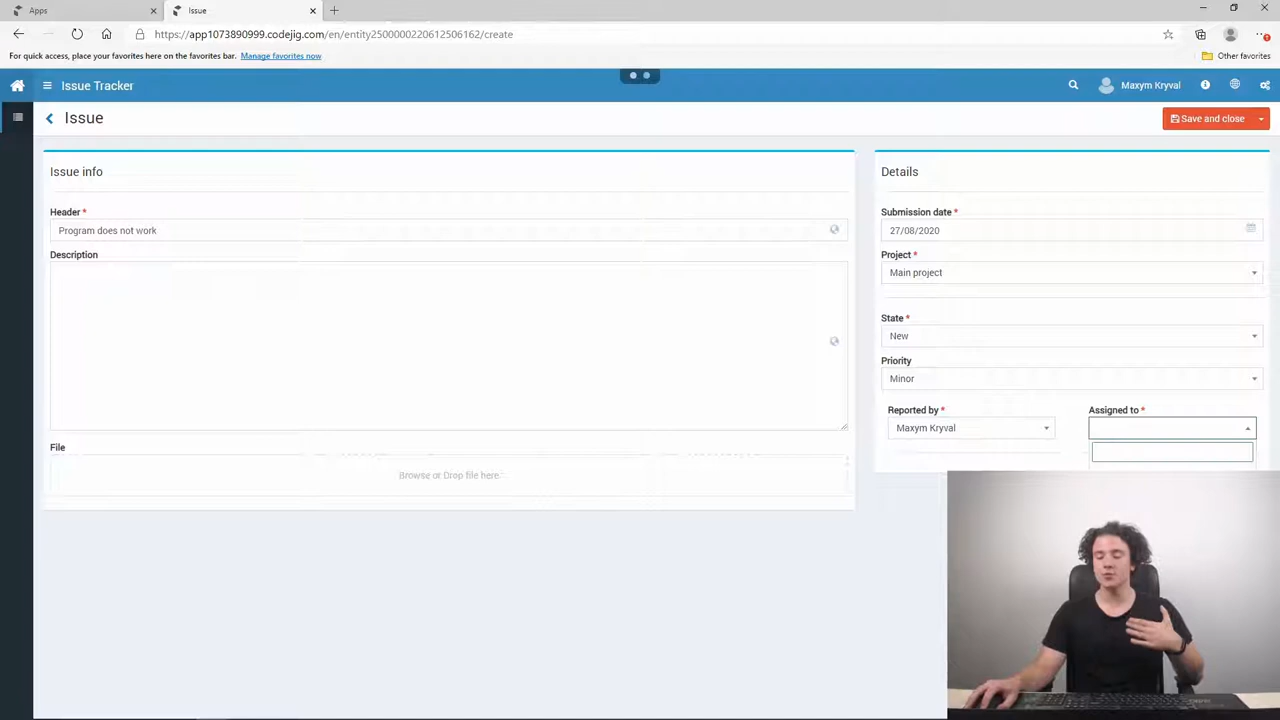 Apps
Issue
https://app1073890999.codejig.com/en/entity2500000220612506162/create
For quick access, place your favorites here on the favorites bar. Manage favorites now
Other favorites
Issue Tracker
Maxym Kryval
Issue
Save and close
Issue info
Header *
Program does not work
Description
File
Browse or Drop file here.
Details
Submission date *
27/08/2020
Project *
Main project
State *
New
Priority
Minor
Reported by *
Assigned to *
Maxym Kryval